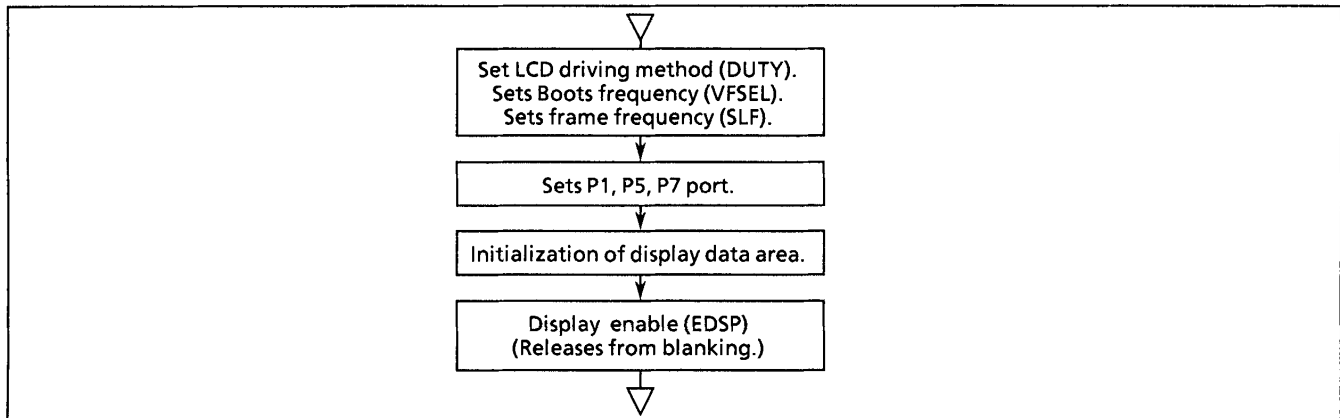 Set LCD driving method (DUTY).
Sets Boots frequency (VFSEL).
Sets frame frequency (SLF).
Sets P1, P5, P7 port.
Initialization of display data area.
Display enable (EDSP)
(Releases from blanking.)